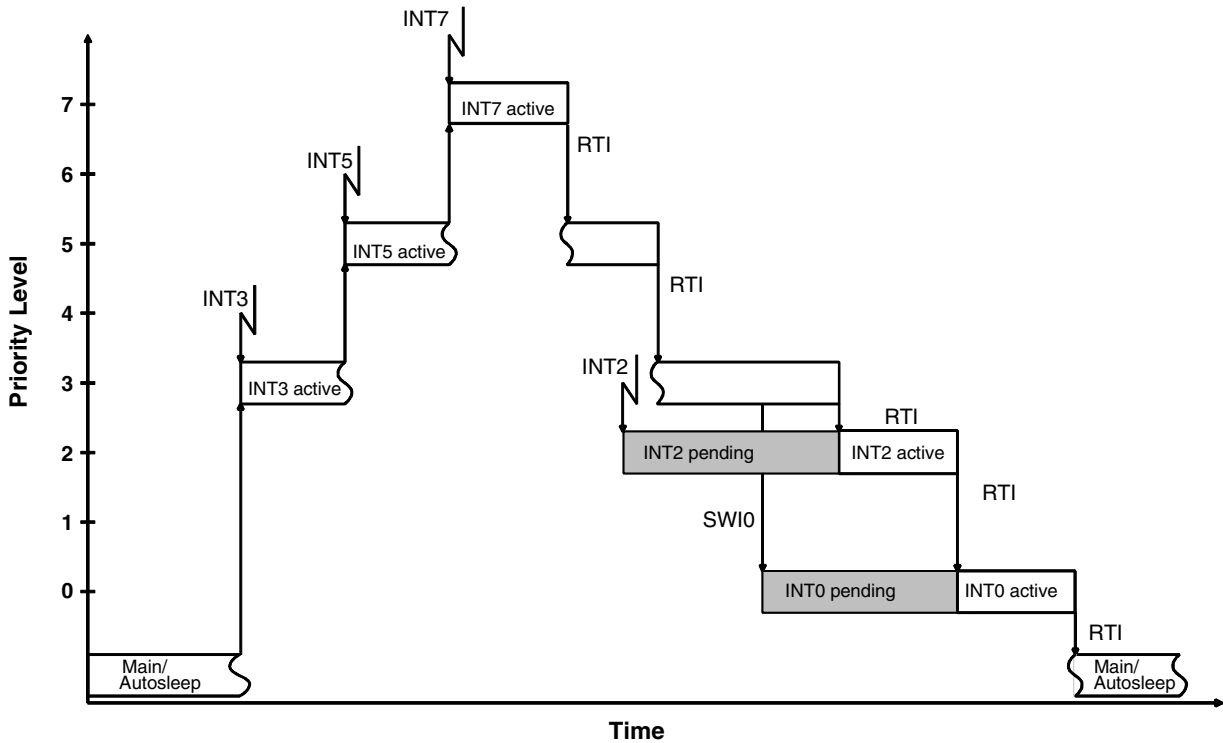 INT7
7
INT7 active
RTI
INT5
6
5
INT5 active
RTI
INT3
4
INT2
3
INT3 active
RTI
2
INT2 pending
INT2 active
RTI
1
SWI0
0
INT0 pending
INT0 active
RTI
Main/
Autosleep
Main/
Autosleep
Priority Level
Time